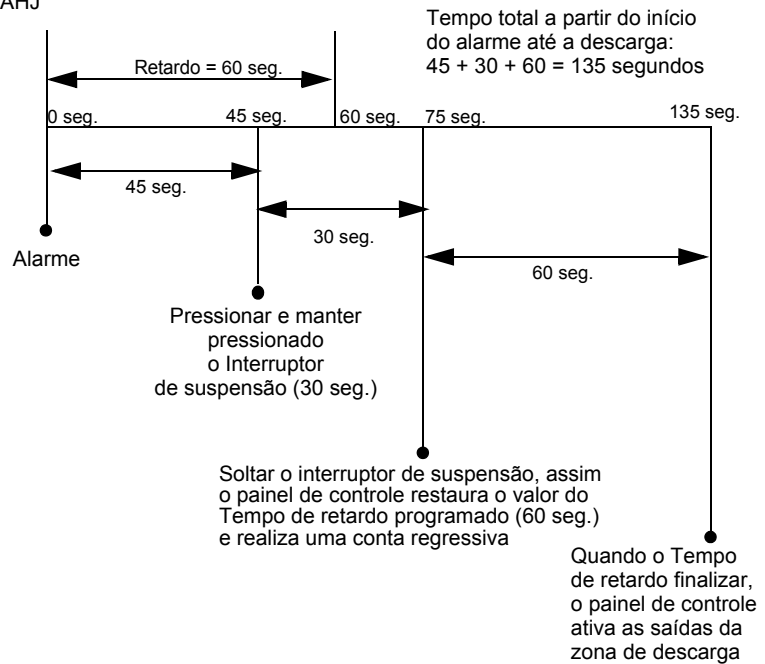 AHJ
Tempo total a partir do início
do alarme até a descarga:
45 + 30 + 60 = 135 segundos
Retardo = 60 seg.
0 seg.
45 seg.
60 seg.
75 seg.
135 seg.
45 seg.
30 seg.
60 seg.
Alarme
Pressionar e manter
pressionado
o Interruptor
de suspensão (30 seg.)
Soltar o interruptor de suspensão, assim
o painel de controle restaura o valor do
Tempo de retardo programado (60 seg.)
e realiza uma conta regressiva
Quando o Tempo
de retardo finalizar,
o painel de controle
ativa as saídas da
zona de descarga